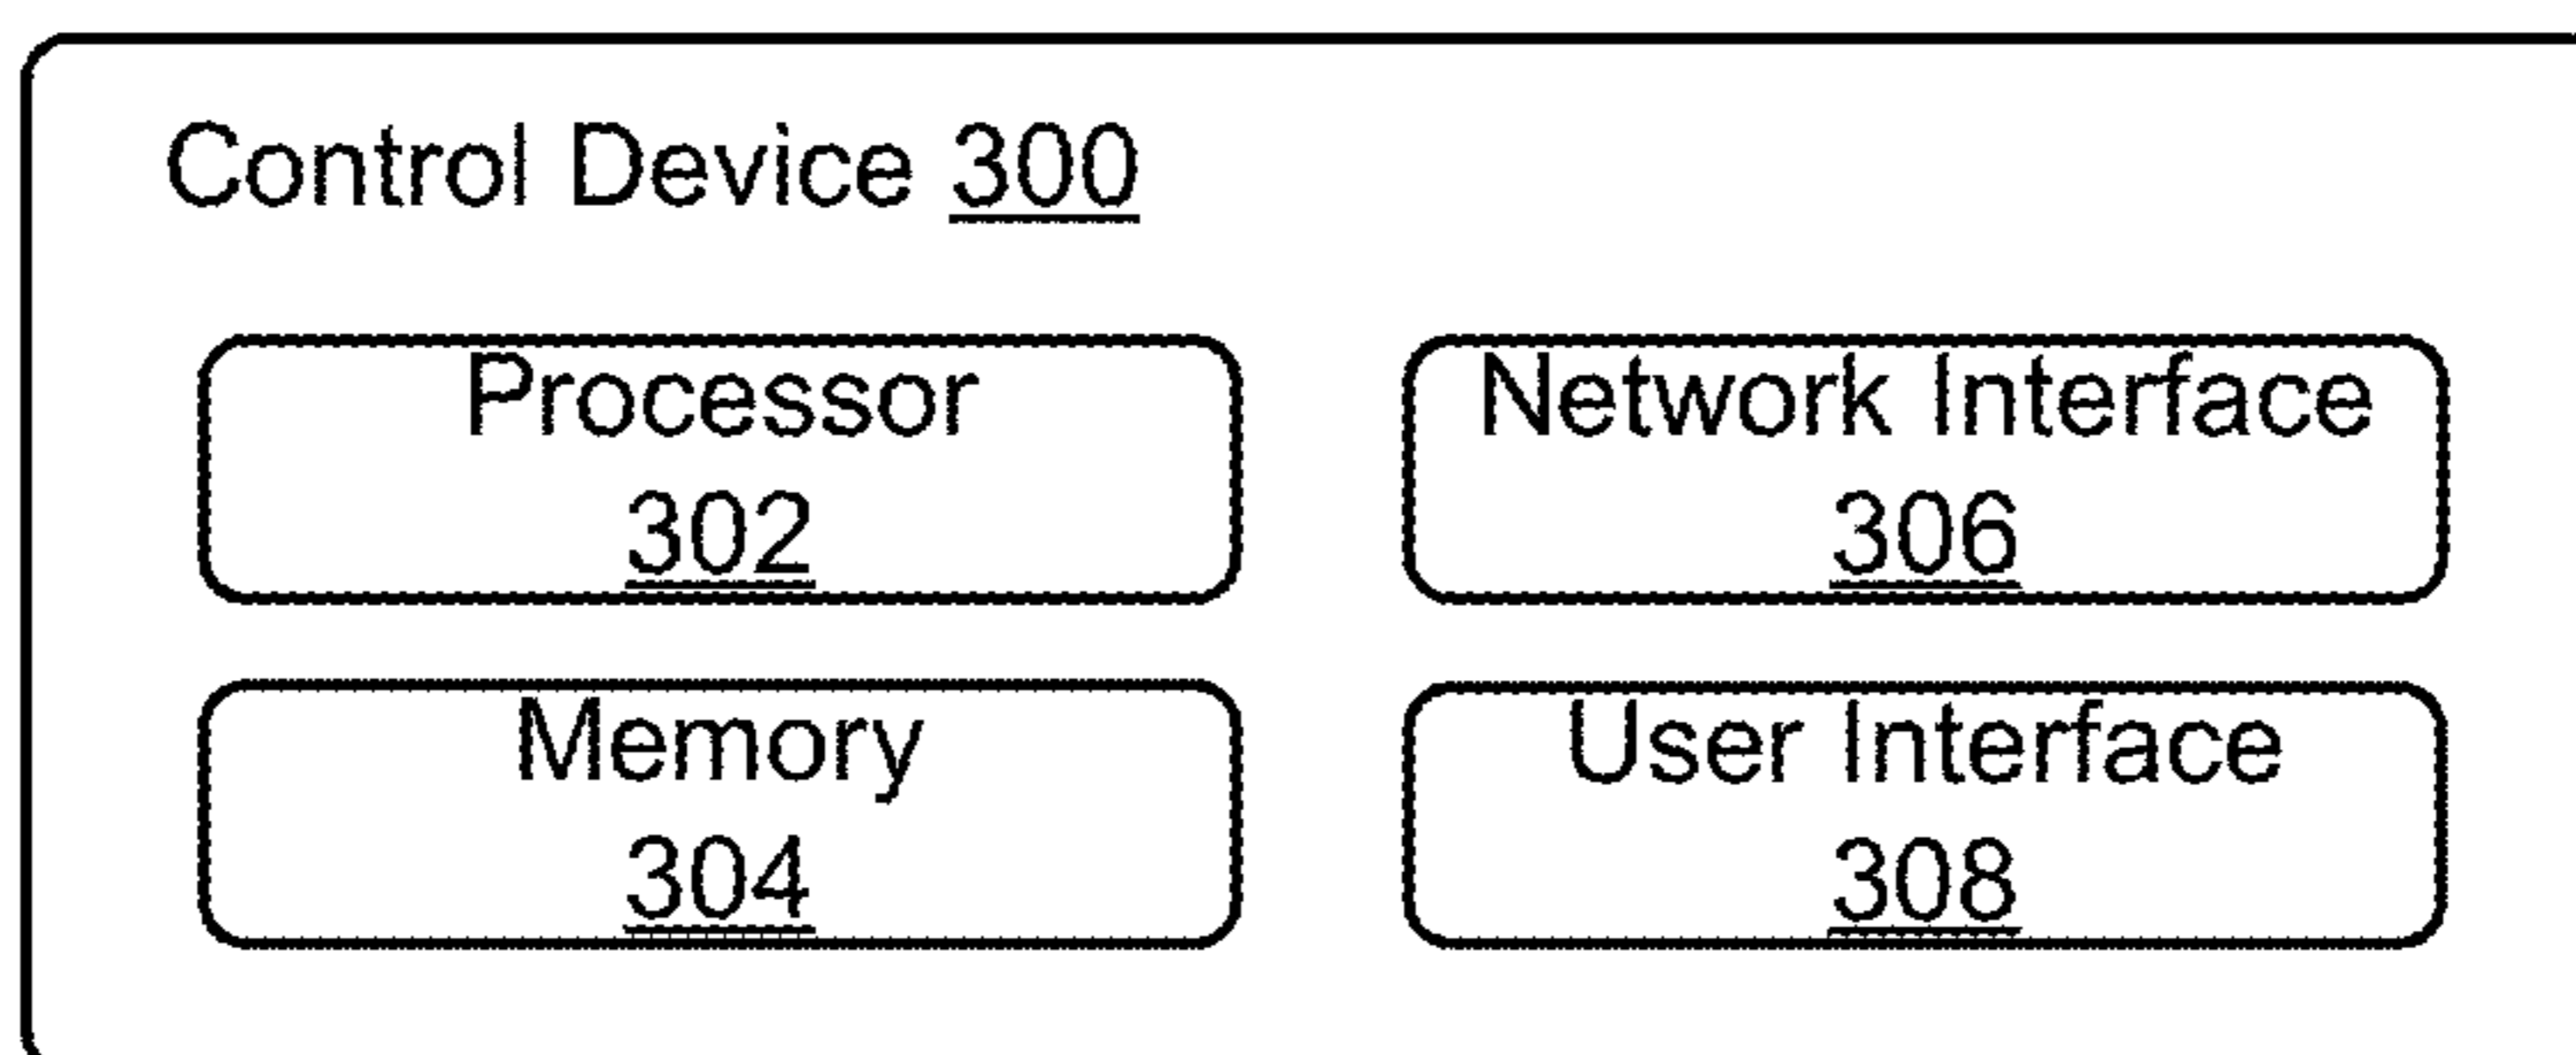 Control Device 300
Processor
302
Network Interface
306
Memory
304
User Interface
308